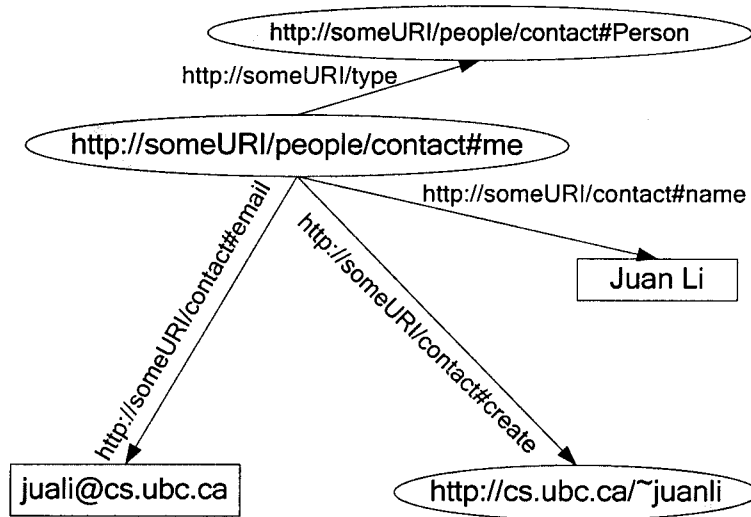 http://someURI/people/contact#Person
http://someURI/type
http://someURI/people/contact#me
http://someURI/contact#name
http://someURI/contact#email
http://someURI/contact#create
Juan Li
juali@cs.ubc.ca
http://cs.ubc.ca/~juanli